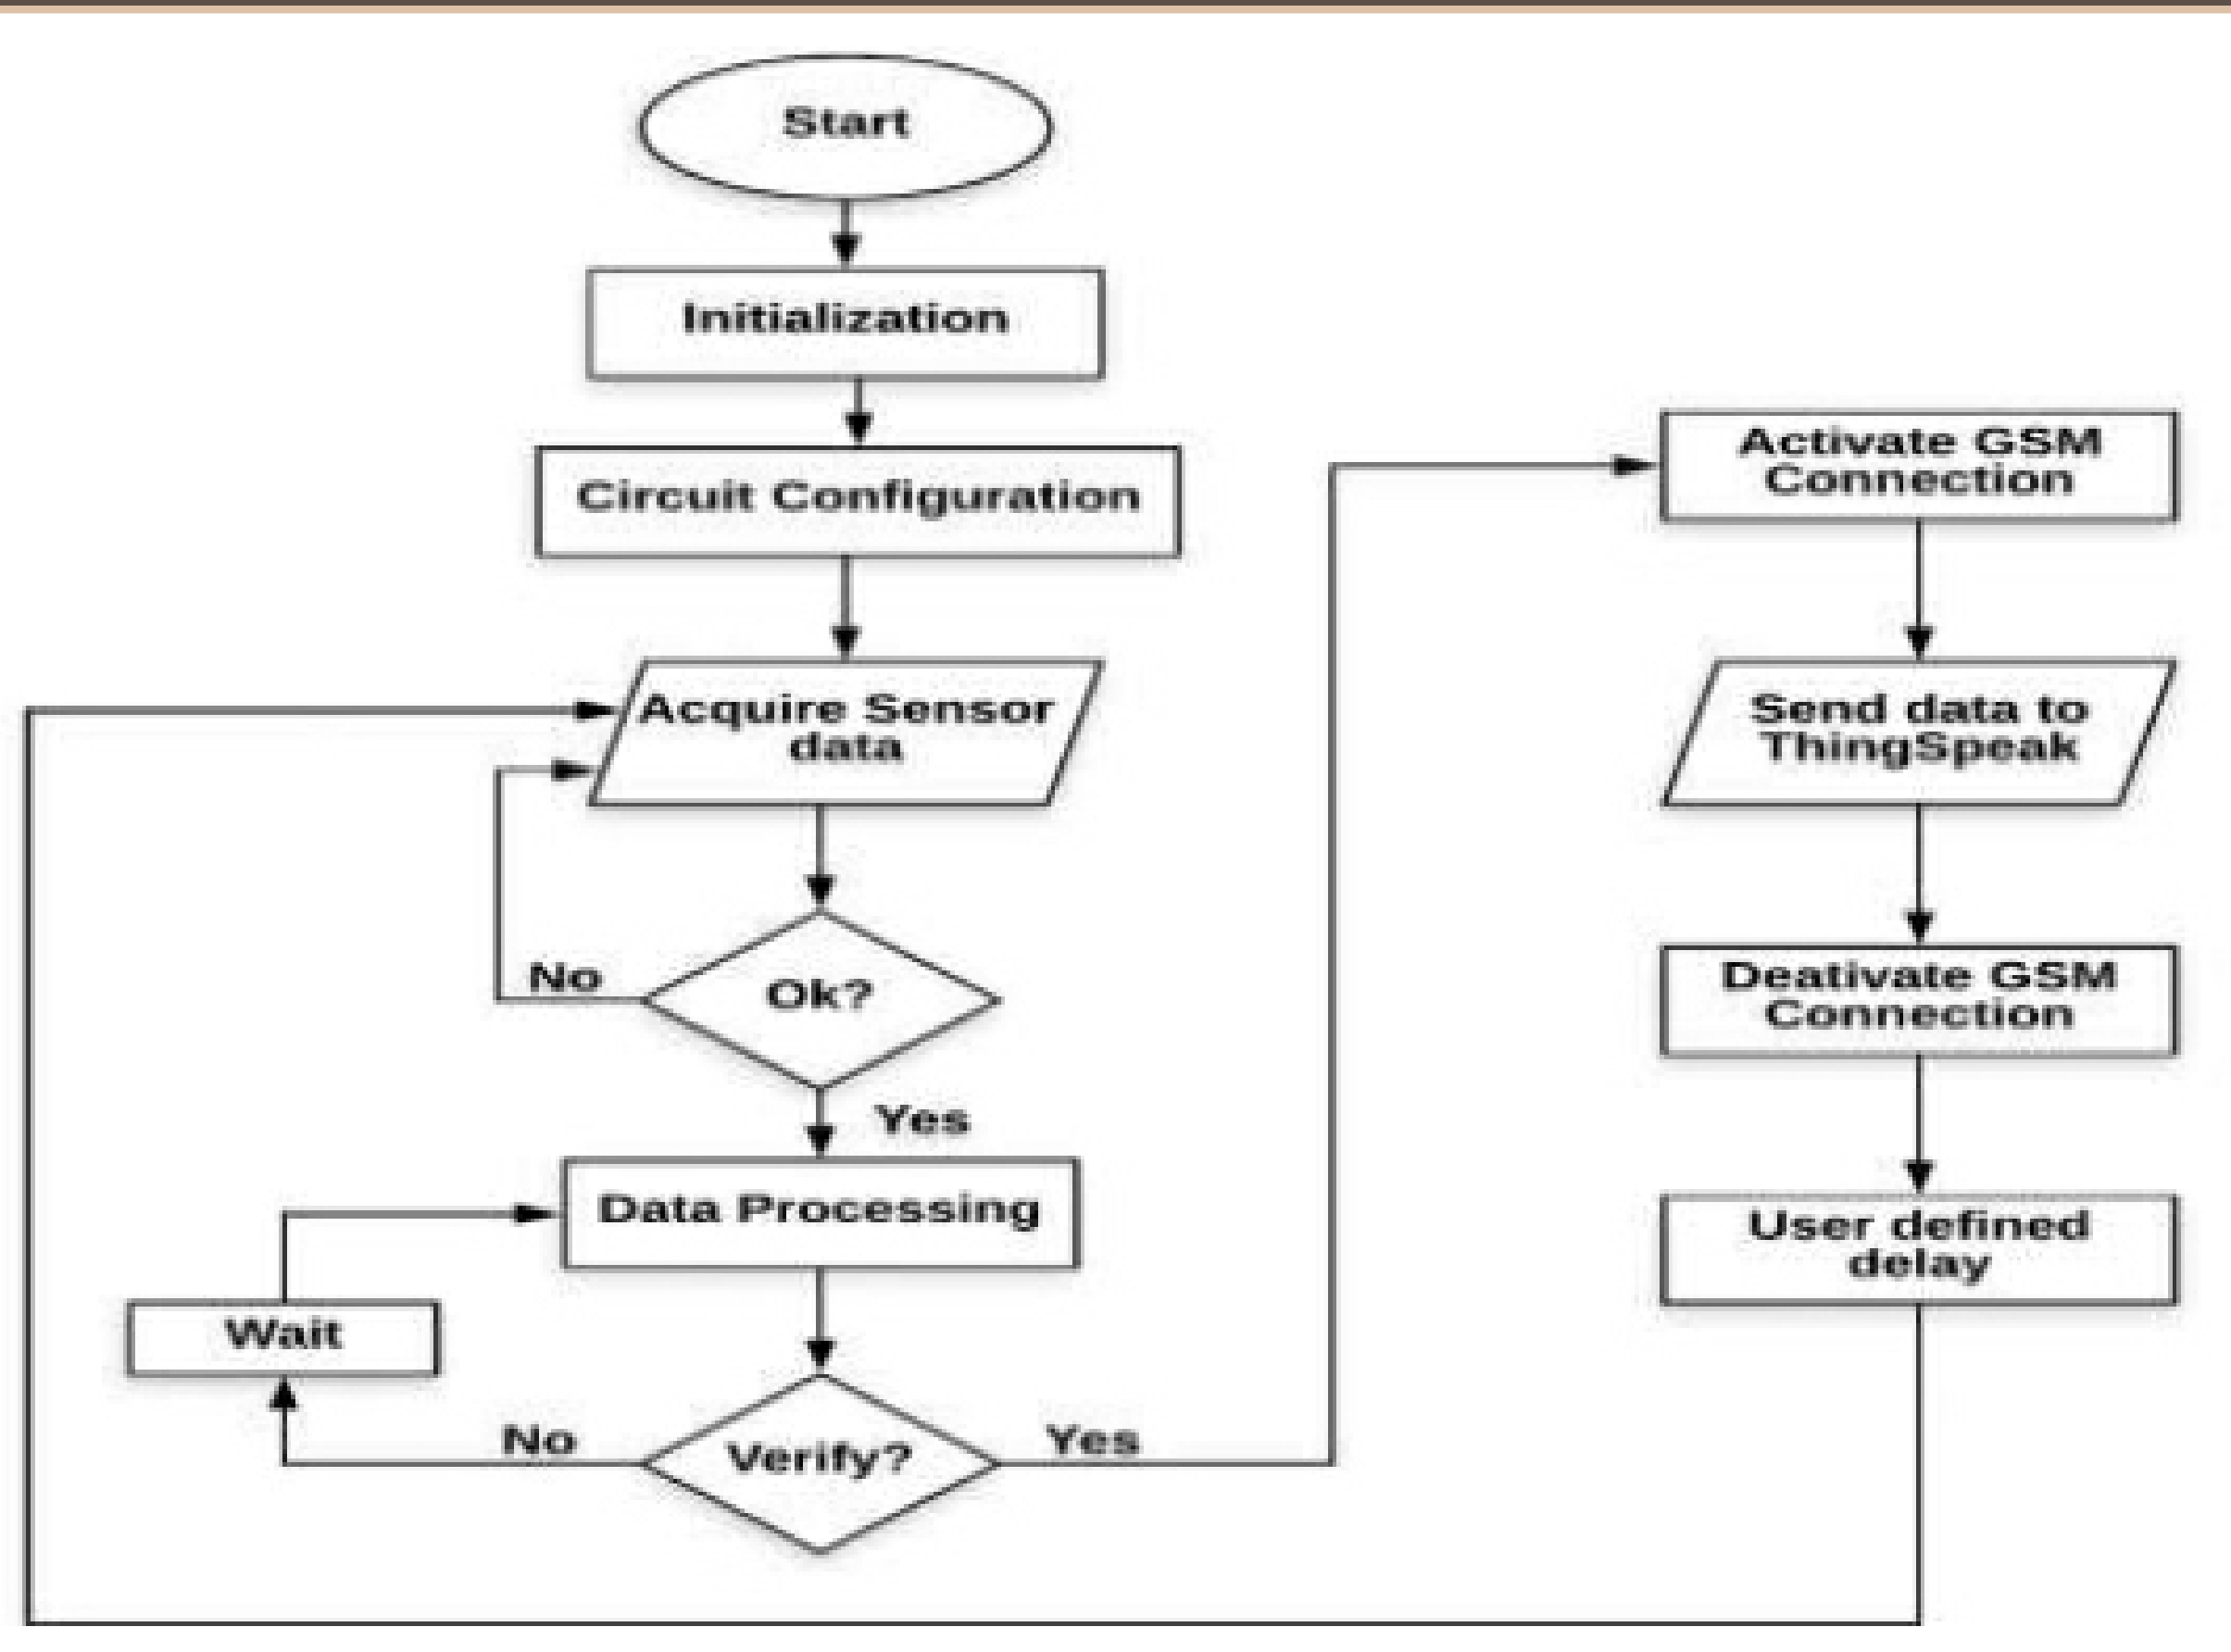 Start
Initialization
Circuit Configuration
Acquire Sensor
data
No
Ok?
Yes
Data Processing
Wait
No
Verify?
Yes
Activate GSM
Connection
Send data to
ThingSpeak
Deativate GSM
Connection
User defined
delay